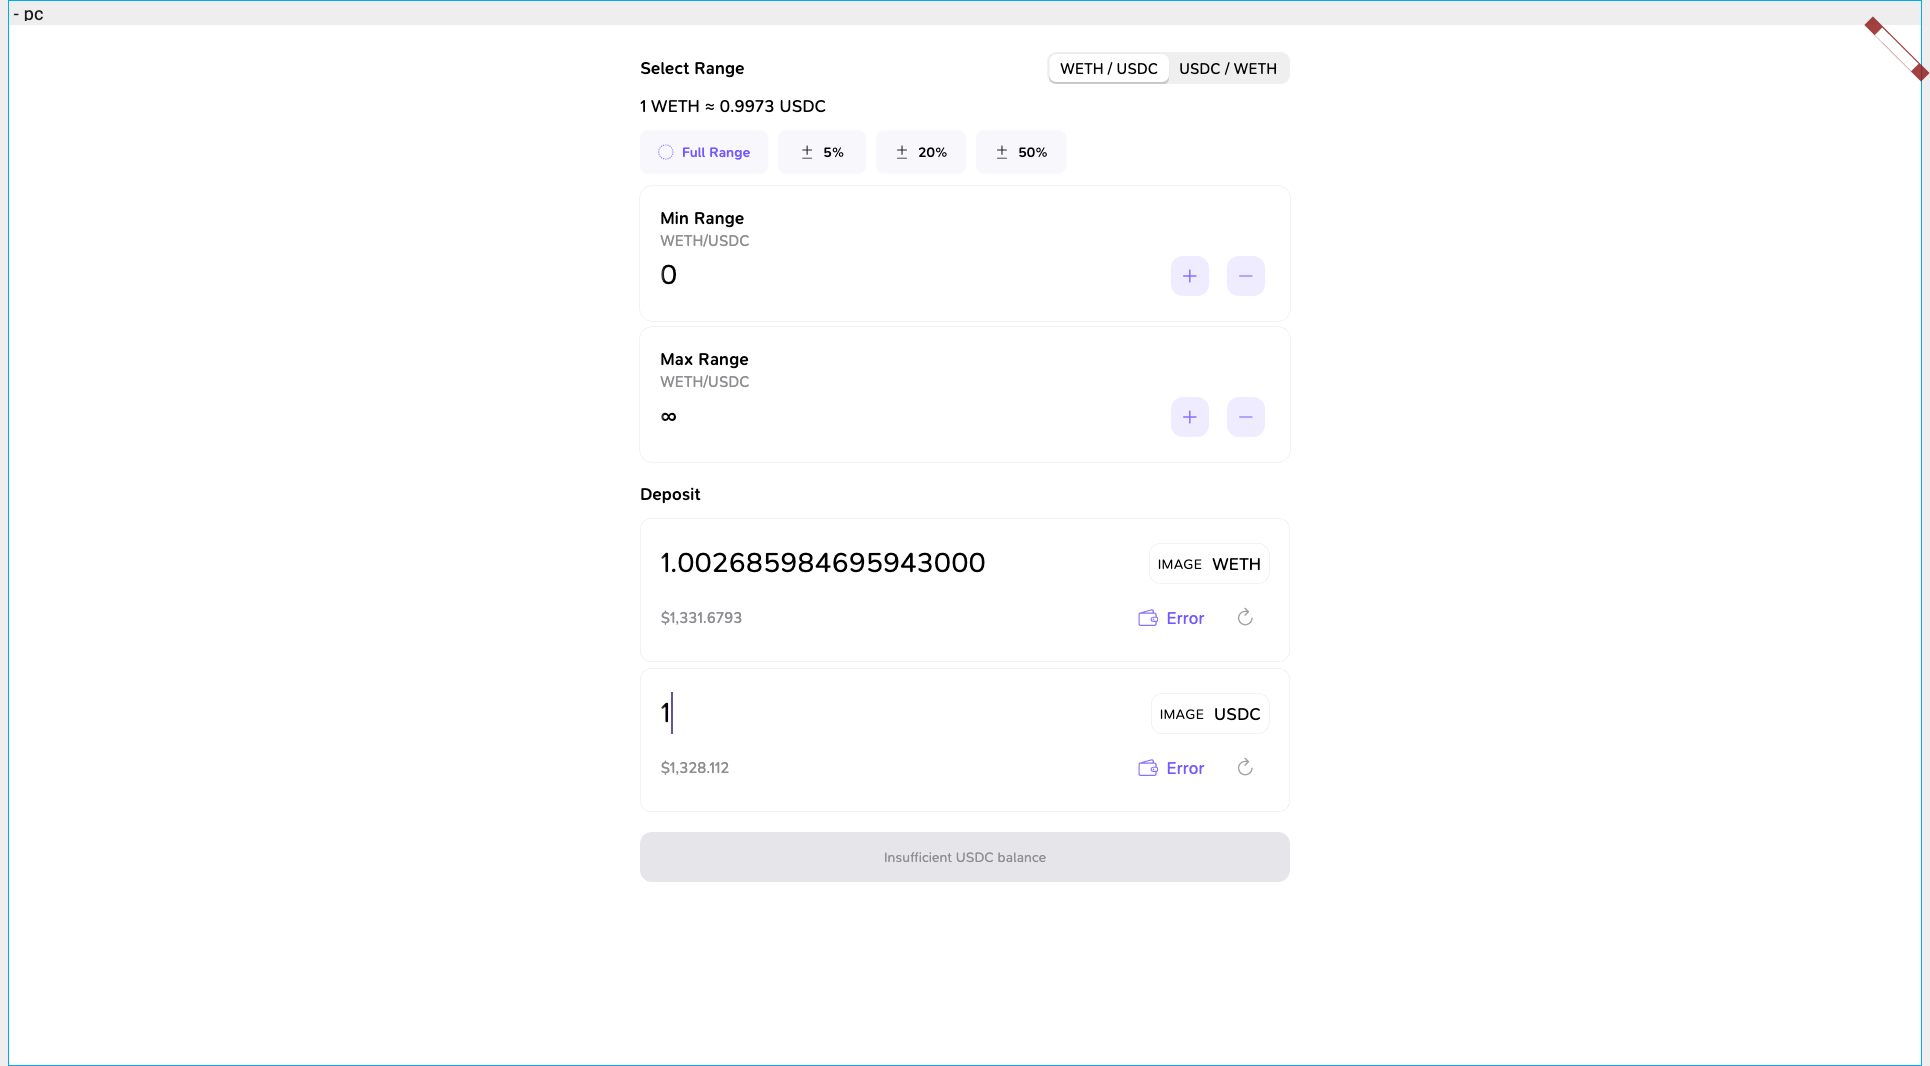 - pc
Select Range
WETH / USDC USDC / WETH
1 WETH ≈ 0.9973 USDC
Full Range ± 5% ± 20% ± 50%
Min Range
WETH/USDC
0 + −
Max Range
WETH/USDC
∞ + −
Deposit
1.002685984695943000 IMAGE WETH
$1,331.6793 Error
1 IMAGE USDC
$1,328.112 Error
Insufficient USDC balance